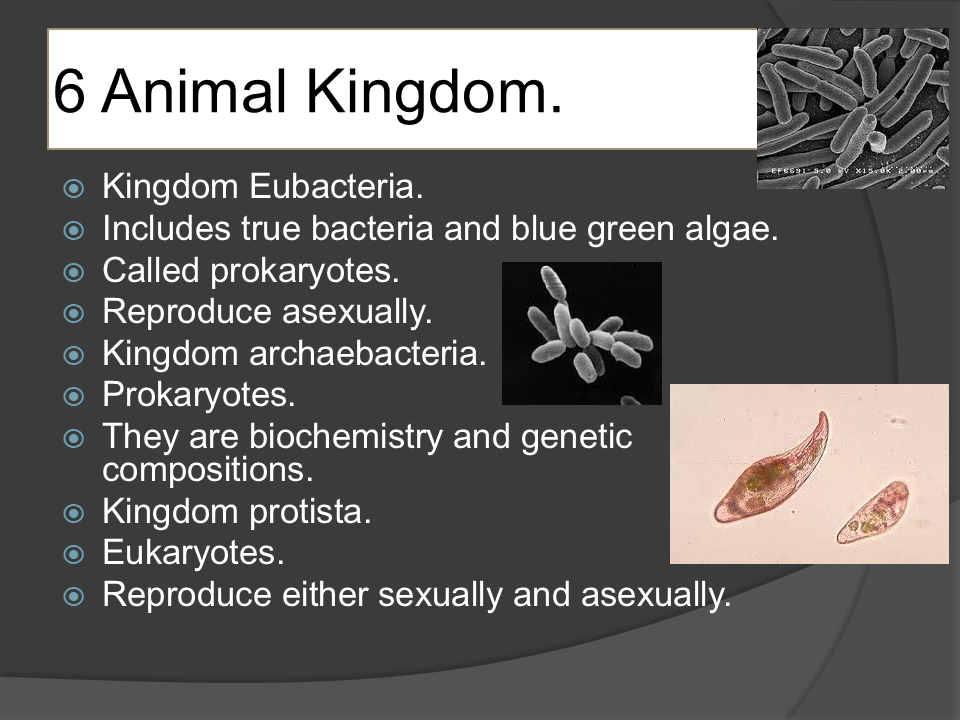 6 Animal Kingdom.
EF6691 5.0 kV X15.0K 2.00µm
Kingdom Eubacteria.
Includes true bacteria and blue green algae.
Called prokaryotes.
Reproduce asexually.
Kingdom archaebacteria.
Prokaryotes.
They are biochemistry and genetic
compositions.
Kingdom protista.
Eukaryotes.
Reproduce either sexually and asexually.